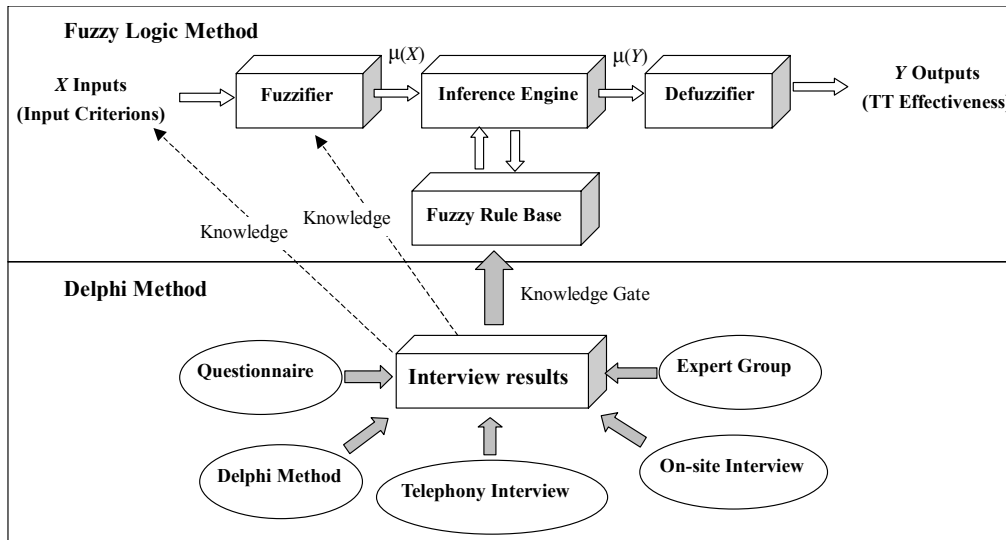 Fuzzy Logic Method
μ(X)
μ(Y)
X Inputs
(Input Criterions)
Fuzzifier
Inference Engine
Defuzzifier
Y Outputs
(TT Effectiveness)
Fuzzy Rule Base
Knowledge
Knowledge
Delphi Method
Knowledge Gate
Questionnaire
Interview results
Expert Group
Delphi Method
Telephony Interview
On-site Interview